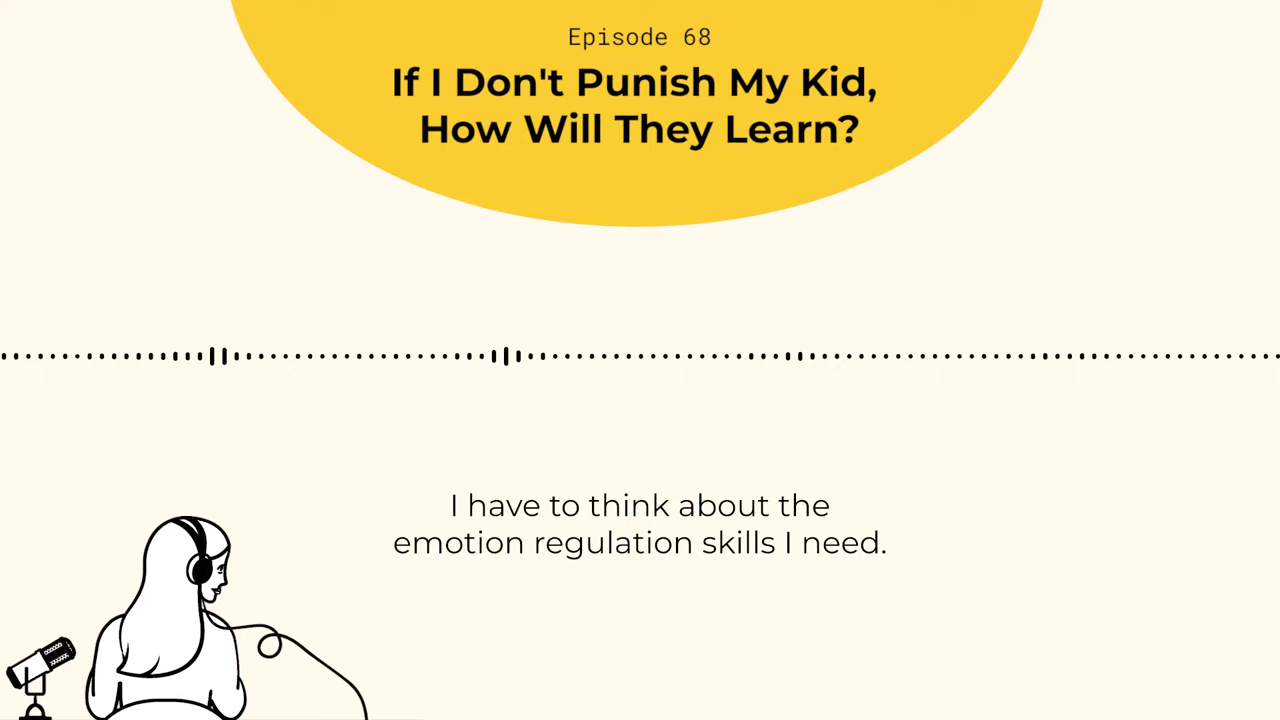 Episode 68
If I Don't Punish My Kid,
How Will They Learn?
I have to think about the
emotion regulation skills I need.